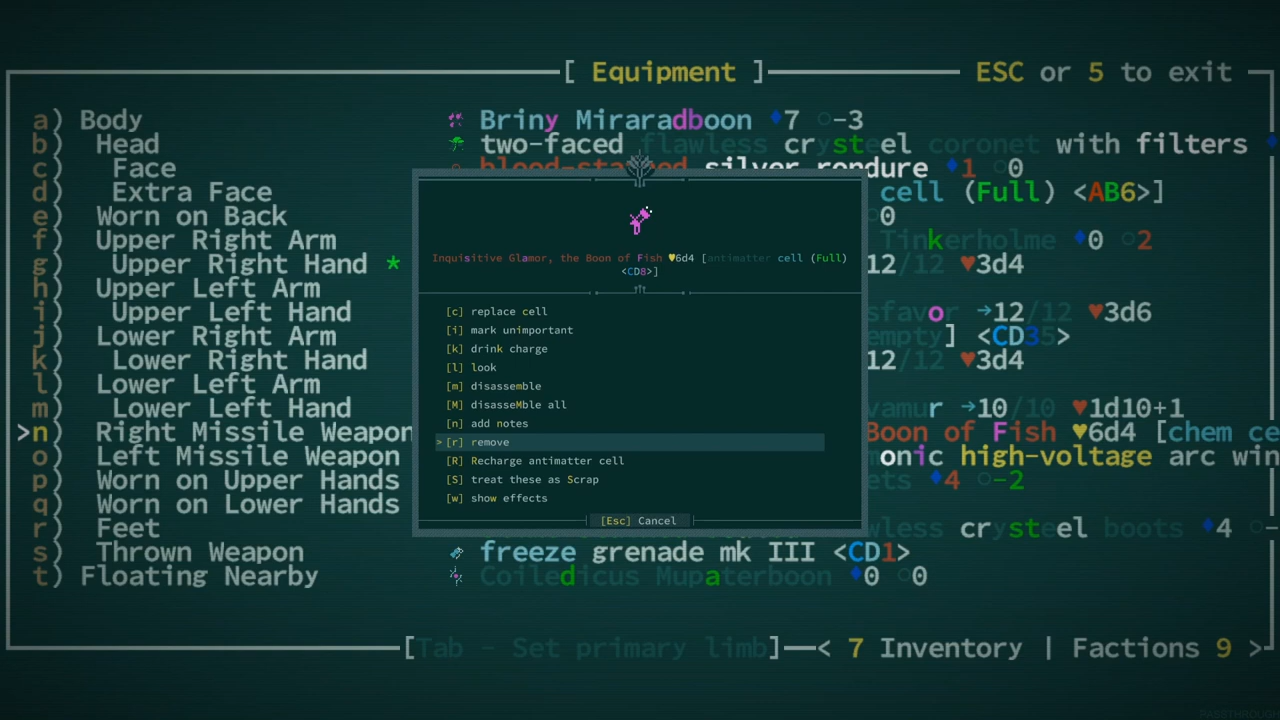 [ Equipment ] ESC or 5 to exit
a) Body Briny Miraradboon 7 -3
b) Head two-faced flawless crysteel coronet with filters
c) Face blood-stained silver rondure 1 0
d) Extra Face cell (Full) <AB6>]
e) Worn on Back 0
f) Upper Right Arm Tinkerholme 0 2
g) Upper Right Hand * 12/12 ♥3d4
h) Upper Left Arm
i) Upper Left Hand sfavor →12/12 ♥3d6
j) Lower Right Arm empty] <CD35>
k) Lower Right Hand 12/12 ♥3d4
l) Lower Left Arm
m) Lower Left Hand vamur →10/10 ♥1d10+1
>n) Right Missile Weapon Boon of Fish ♥6d4 [chem ce
o) Left Missile Weapon onic high-voltage arc win
p) Worn on Upper Hands ets 4 -2
q) Worn on Lower Hands
r) Feet wless crysteel boots 4 -
s) Thrown Weapon freeze grenade mk III <CD1>
t) Floating Nearby Coiledicus Mupaterboon 0 0
[Tab - Set primary limb] < 7 Inventory | Factions 9 >
Inquisitive Glamor, the Boon of Fish ♥6d4 [antimatter cell (Full)
<CD8>]
[c] replace cell
[i] mark unimportant
[k] drink charge
[l] look
[m] disassemble
[M] disasseMble all
[n] add notes
> [r] remove
[R] Recharge antimatter cell
[S] treat these as Scrap
[w] show effects
[Esc] Cancel